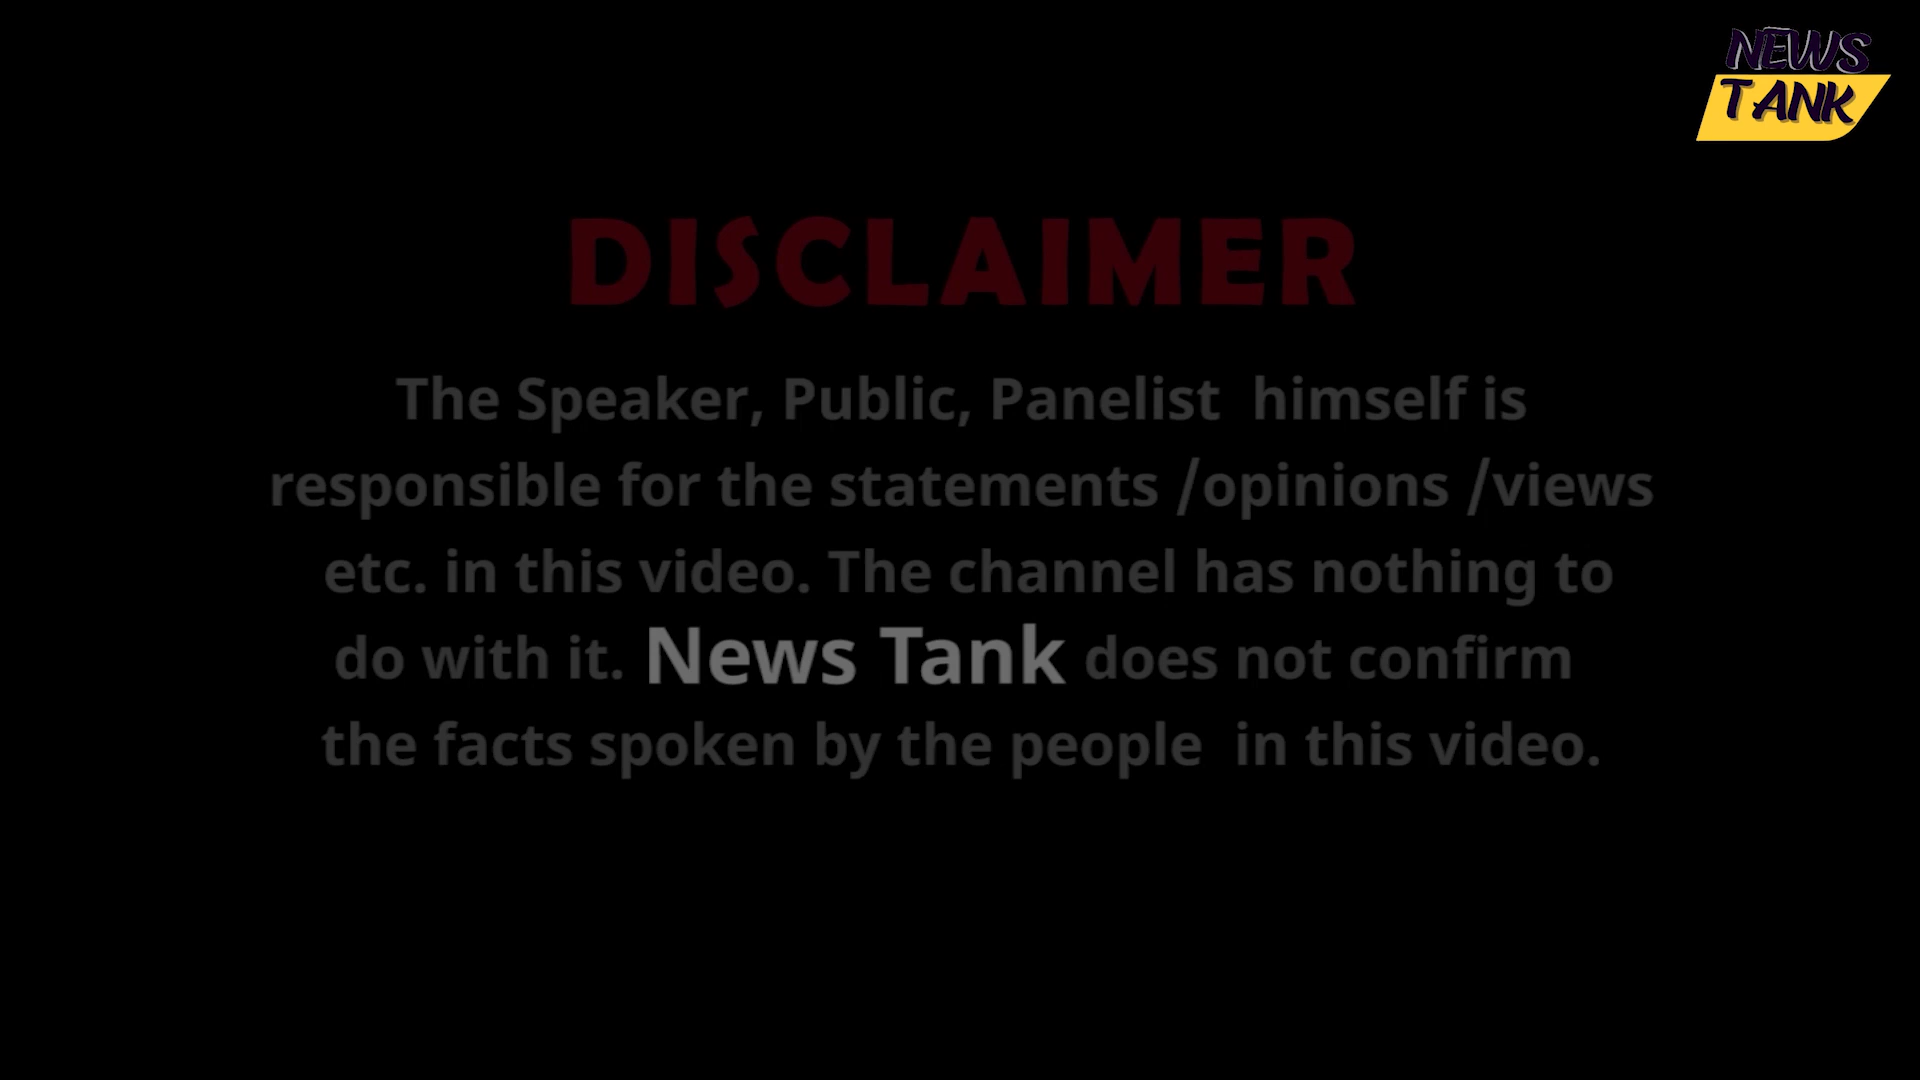 NEWS
TANK
DISCLAIMER
The Speaker, Public, Panelist  himself is
responsible for the statements /opinions /views
etc. in this video. The channel has nothing to
do with it. News Tank does not confirm
the facts spoken by the people  in this video.